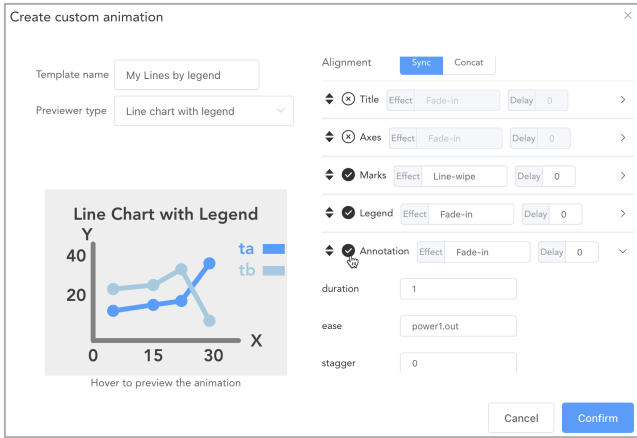 Create custom animation
Template name My Lines by legend
Previewer type Line chart with legend
Line Chart with Legend
Y
40
20
ta
tb
X
0 15 30
Hover to preview the animation
Alignment Sync Concat
Title Effect Fade-in Delay 0
Axes Effect Fade-in Delay 0
Marks Effect Line-wipe Delay 0
Legend Effect Fade-in Delay 0
Annotation Effect Fade-in Delay 0
duration 1
ease power1.out
stagger 0
Cancel Confirm